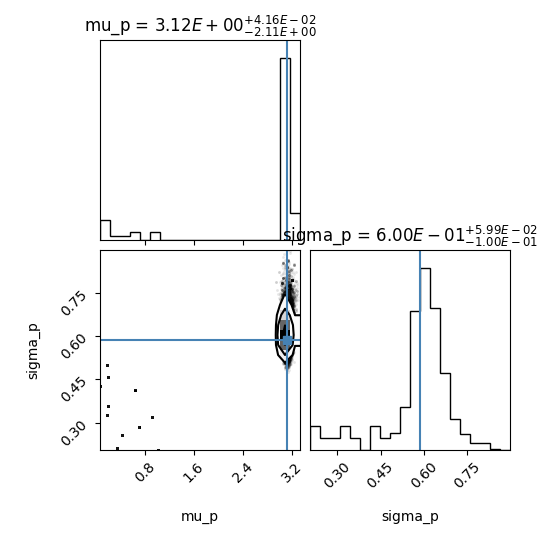 mu_p = 3.12E + 00+4.16E−02 −2.11E+00
sigma_p = 6.00E − 01+5.99E−02 −1.00E−01
0.75
0.60
0.45
0.30
sigma_p
0.8 1.6 2.4 3.2
0.30 0.45 0.60 0.75
mu_p
sigma_p